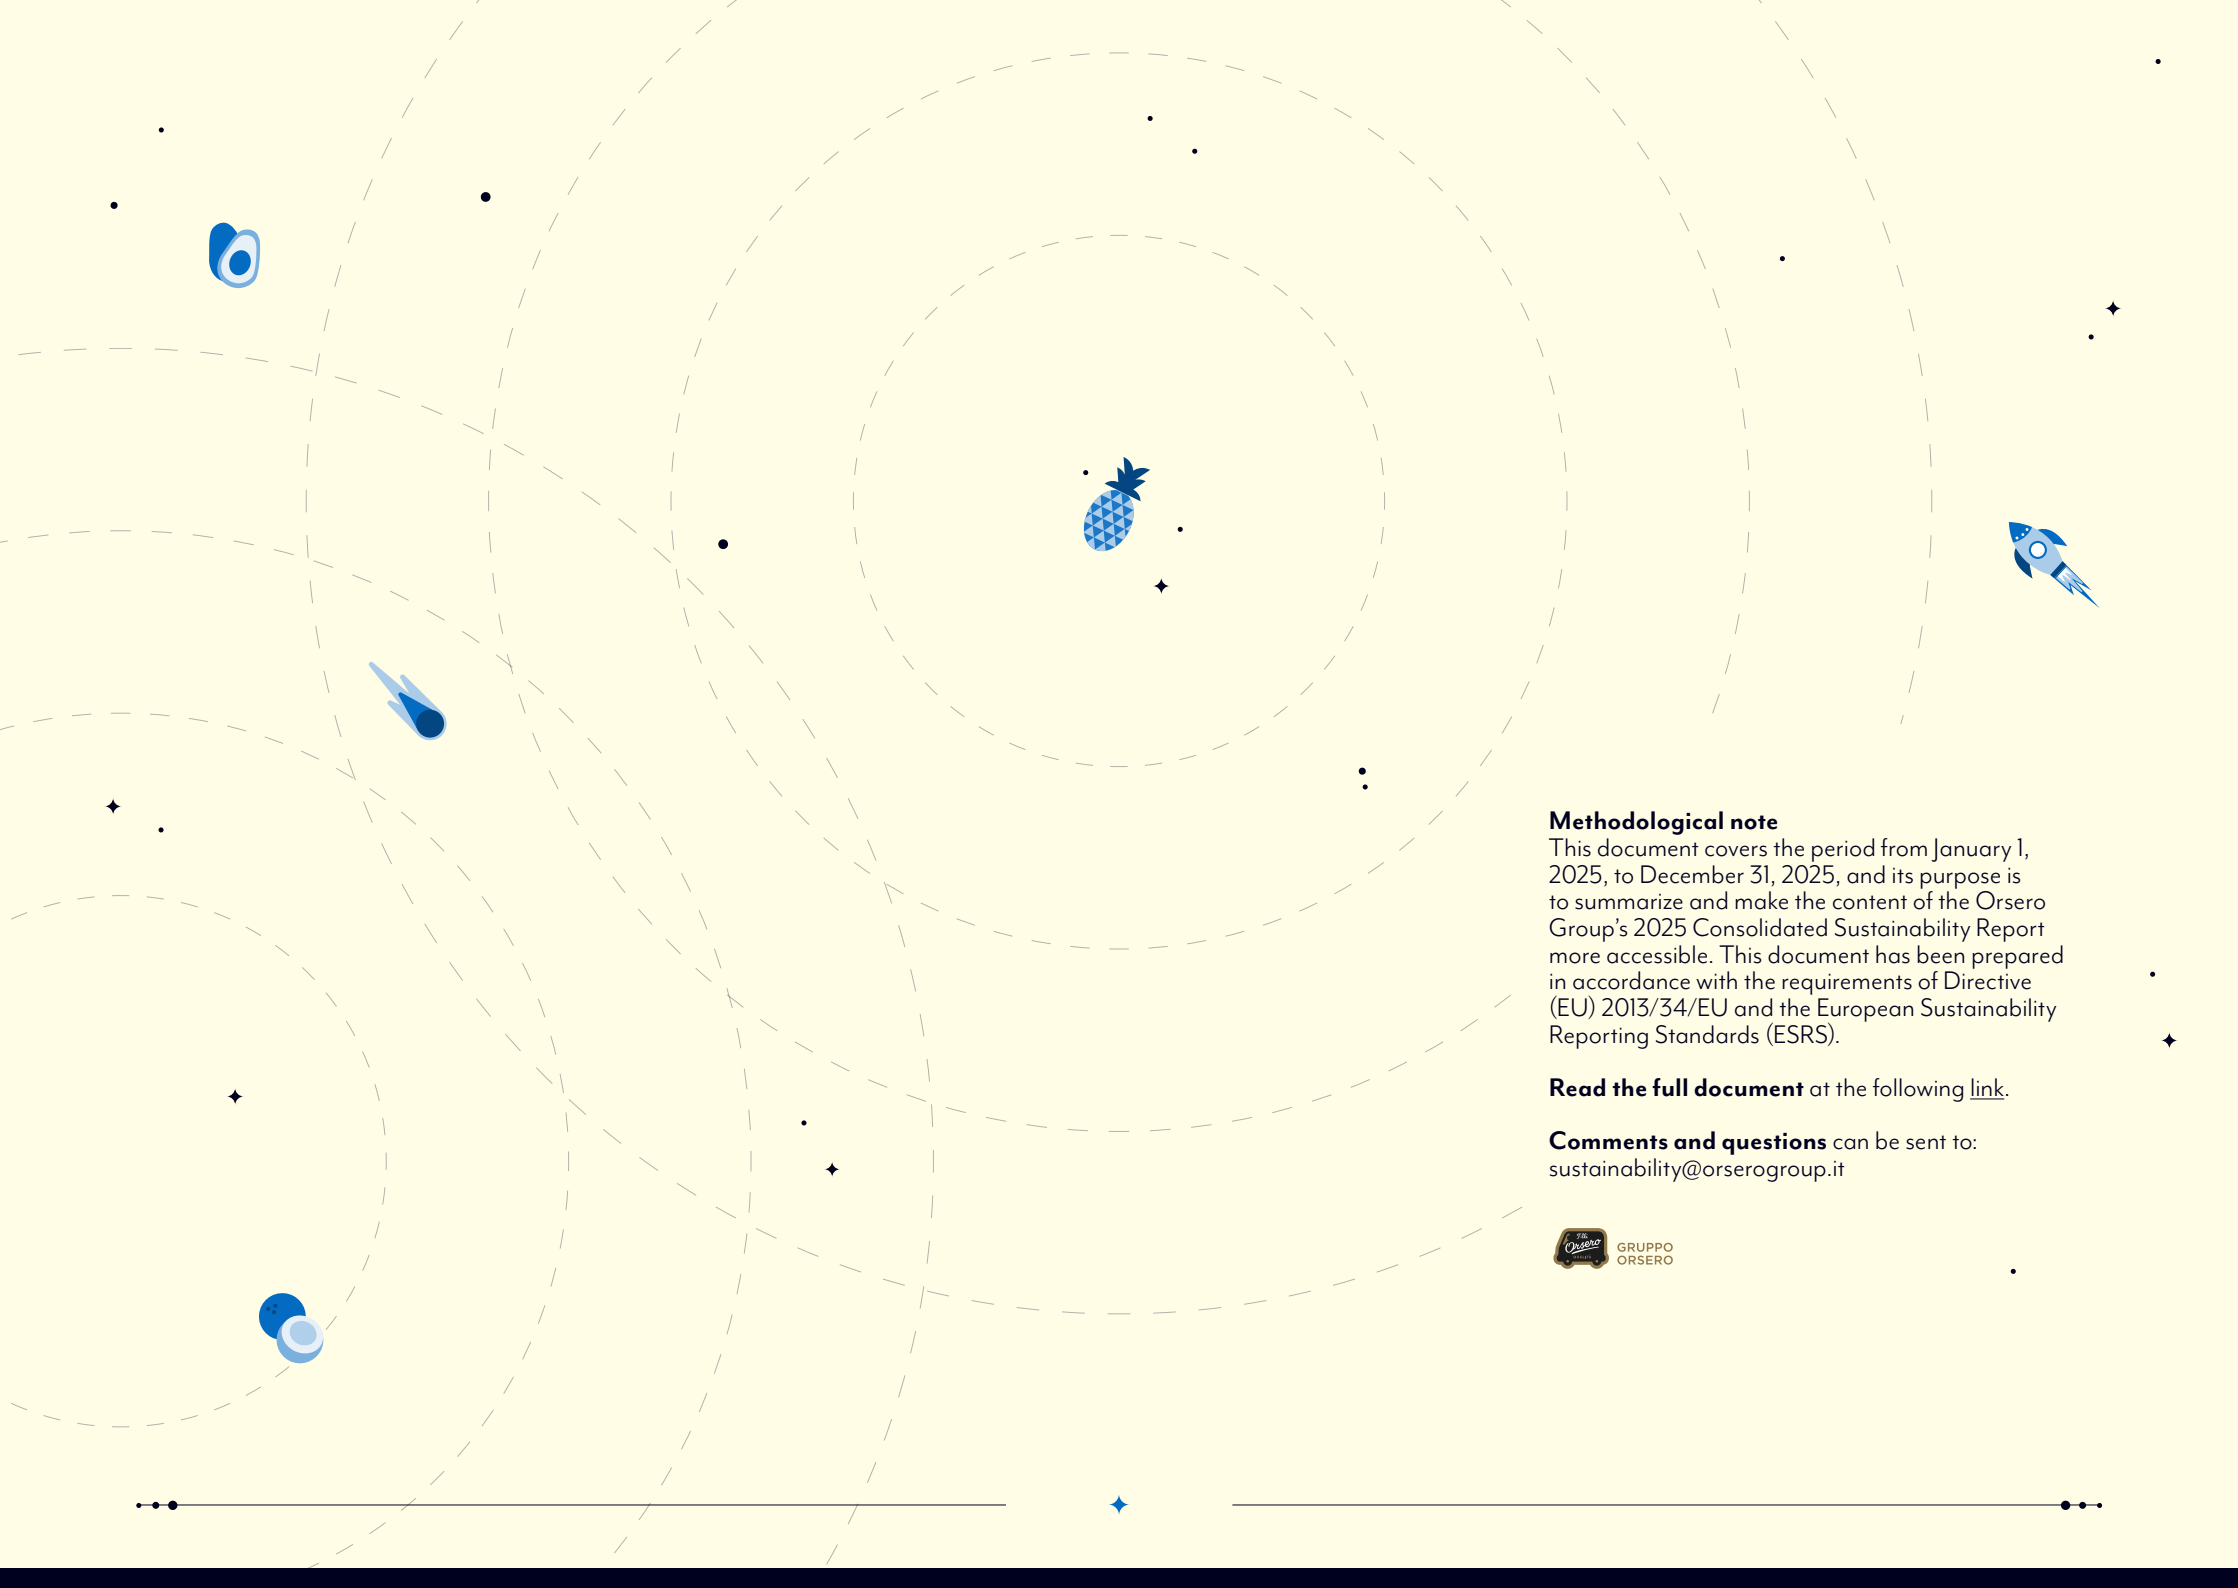 Methodological note
This document covers the period from January 1,
2025, to December 31, 2025, and its purpose is
to summarize and make the content of the Orsero
Group’s 2025 Consolidated Sustainability Report
more accessible. This document has been prepared
in accordance with the requirements of Directive
(EU) 2013/34/EU and the European Sustainability
Reporting Standards (ESRS).
Read the full document at the following link.
Comments and questions can be sent to:
sustainability@orserogroup.it
F.lli
Orsero
GRUPPO
ORSERO